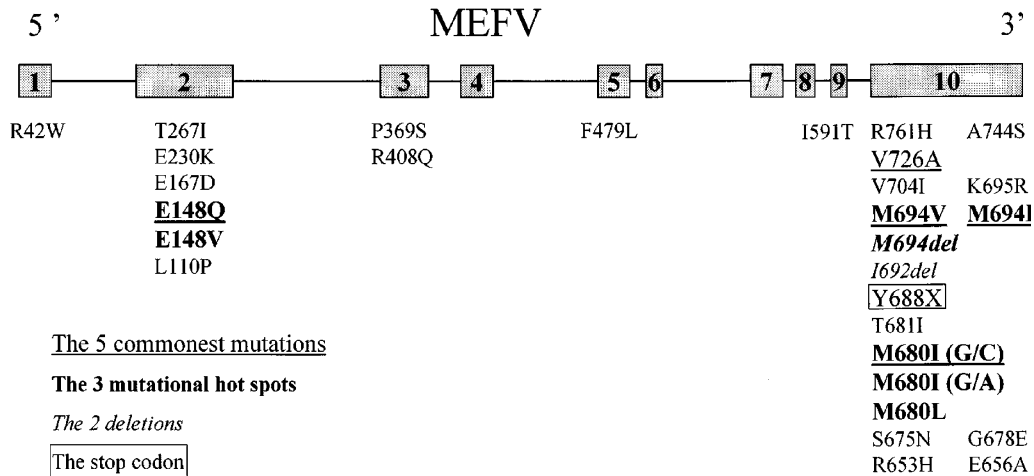 5 ' MEFV 3'
1 2 3 4 5 6 7 8 9 10
R42W T267I P369S F479L I591T R761H A744S
E230K R408Q V726A
E167D V704I K695R
E148Q M694V
E148V M694del
L110P I692del
Y688X
T681I
The 5 commonest mutations M680I (G/C)
The 3 mutational hot spots M680I (G/A)
M680L
The 2 deletions S675N G678E
The stop codon R653H E656A